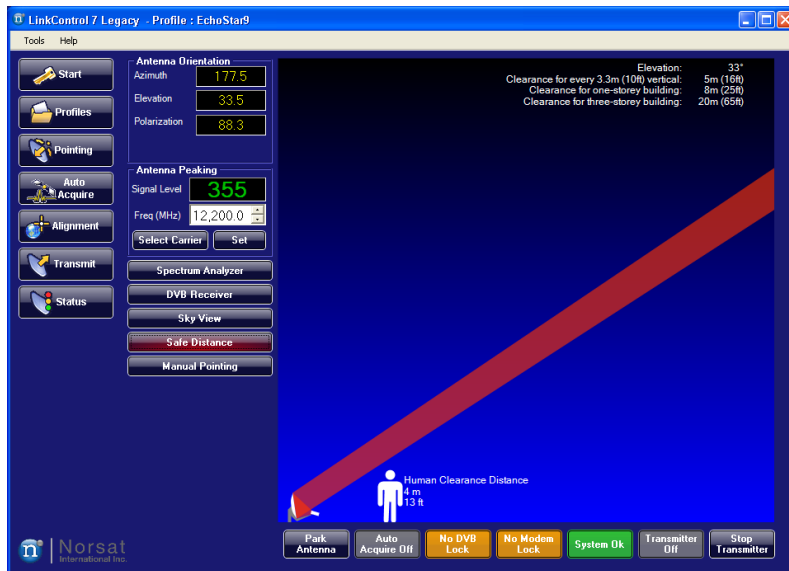 LinkControl 7 Legacy - Profile : EchoStar9
Tools Help
Start
Profiles
Pointing
Auto
Acquire
Alignment
Transmit
Status
Antenna Orientation
Azimuth 177.5
Elevation 33.5
Polarization 88.3
Antenna Peaking
Signal Level 355
Freq (MHz) 12,200.0
Select Carrier Set
Spectrum Analyzer
DVB Receiver
Sky View
Safe Distance
Manual Pointing
Elevation: 33°
Clearance for every 3.3m (10ft) vertical: 5m (16ft)
Clearance for one-storey building: 8m (25ft)
Clearance for three-storey building: 20m (65ft)
Human Clearance Distance
4 m
13 ft
n
Norsat
International Inc.
Park
Antenna
Auto
Acquire Off
No DVB
Lock
No Modem
Lock
System Ok
Transmitter
Off
Stop
Transmitter